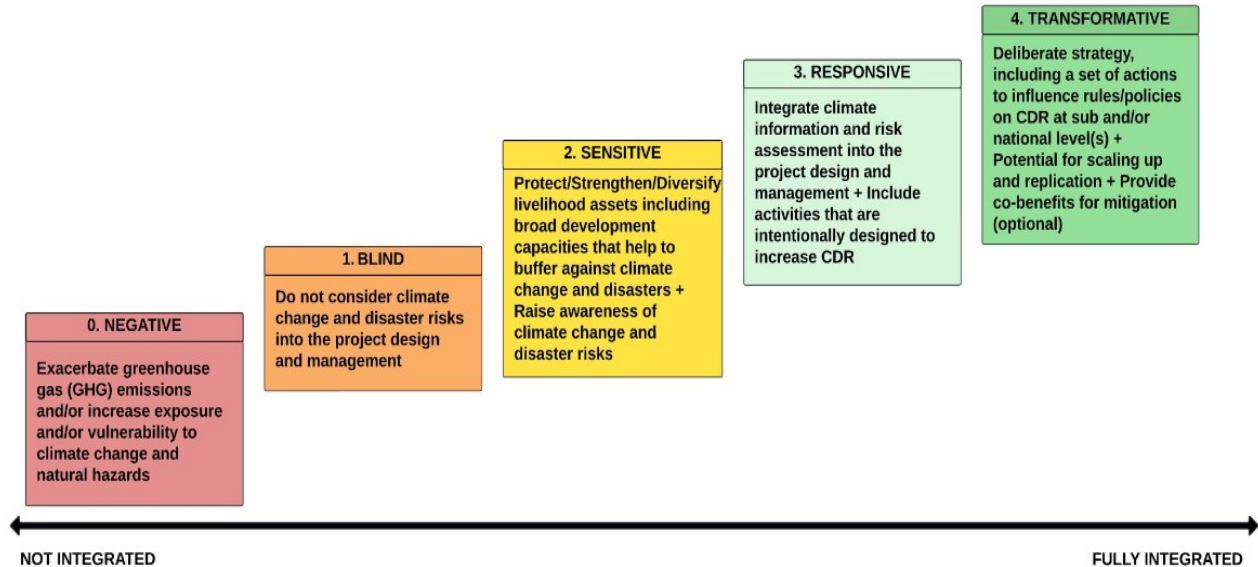 4. TRANSFORMATIVE
Deliberate strategy,
including a set of actions
to influence rules/policies
on CDR at sub and/or
national level(s) +
Potential for scaling up
and replication + Provide
co-benefits for mitigation
(optional)
3. RESPONSIVE
Integrate climate
information and risk
assessment into the
project design and
management + Include
activities that are
intentionally designed to
increase CDR
2. SENSITIVE
Protect/Strengthen/Diversify
livelihood assets including
broad development
capacities that help to
buffer against climate
change and disasters +
Raise awareness of
climate change and
disaster risks
1. BLIND
Do not consider climate
change and disaster risks
into the project design
and management
0. NEGATIVE
Exacerbate greenhouse
gas (GHG) emissions
and/or increase exposure
and/or vulnerability to
climate change and
natural hazards
NOT INTEGRATED
FULLY INTEGRATED